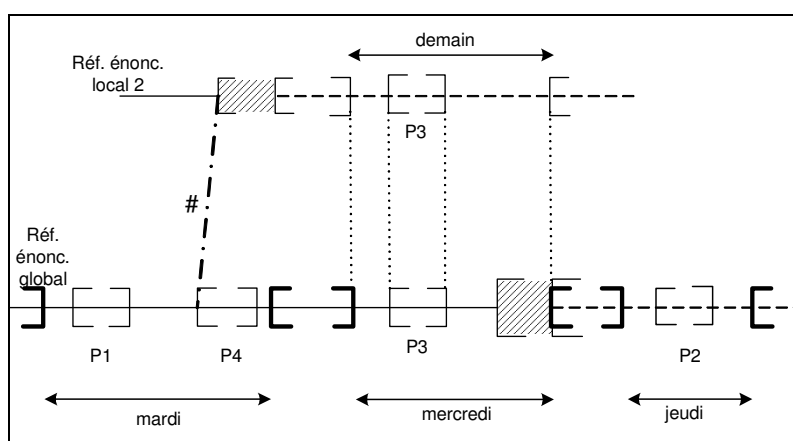 demain
Réf. énonc.
local 2
P3
#
Réf.
énonc.
global
P1
P4
P3
P2
mardi
mercredi
jeudi